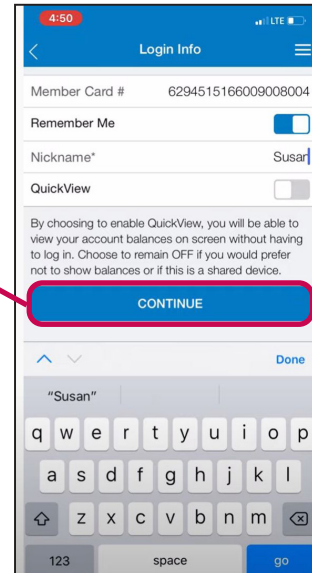 4:50 LTE
Login Info
Member Card # 6294515166009008004
Remember Me
Nickname* Susan
QuickView
By choosing to enable QuickView, you will be able to
view your account balances on screen without having
to log in. Choose to remain OFF if you would prefer
not to show balances or if this is a shared device.
CONTINUE
Done
"Susan"
q w e r t y u i o p
a s d f g h j k l
z x c v b n m
123 space go